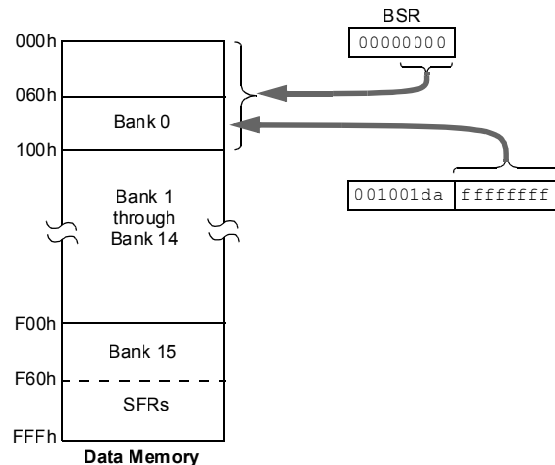 BSR
000h
00000000
060h
Bank 0
100h
Bank 1
through
Bank 14
001001da ffffffff
F00h
Bank 15
F60h
SFRs
FFFh
Data Memory